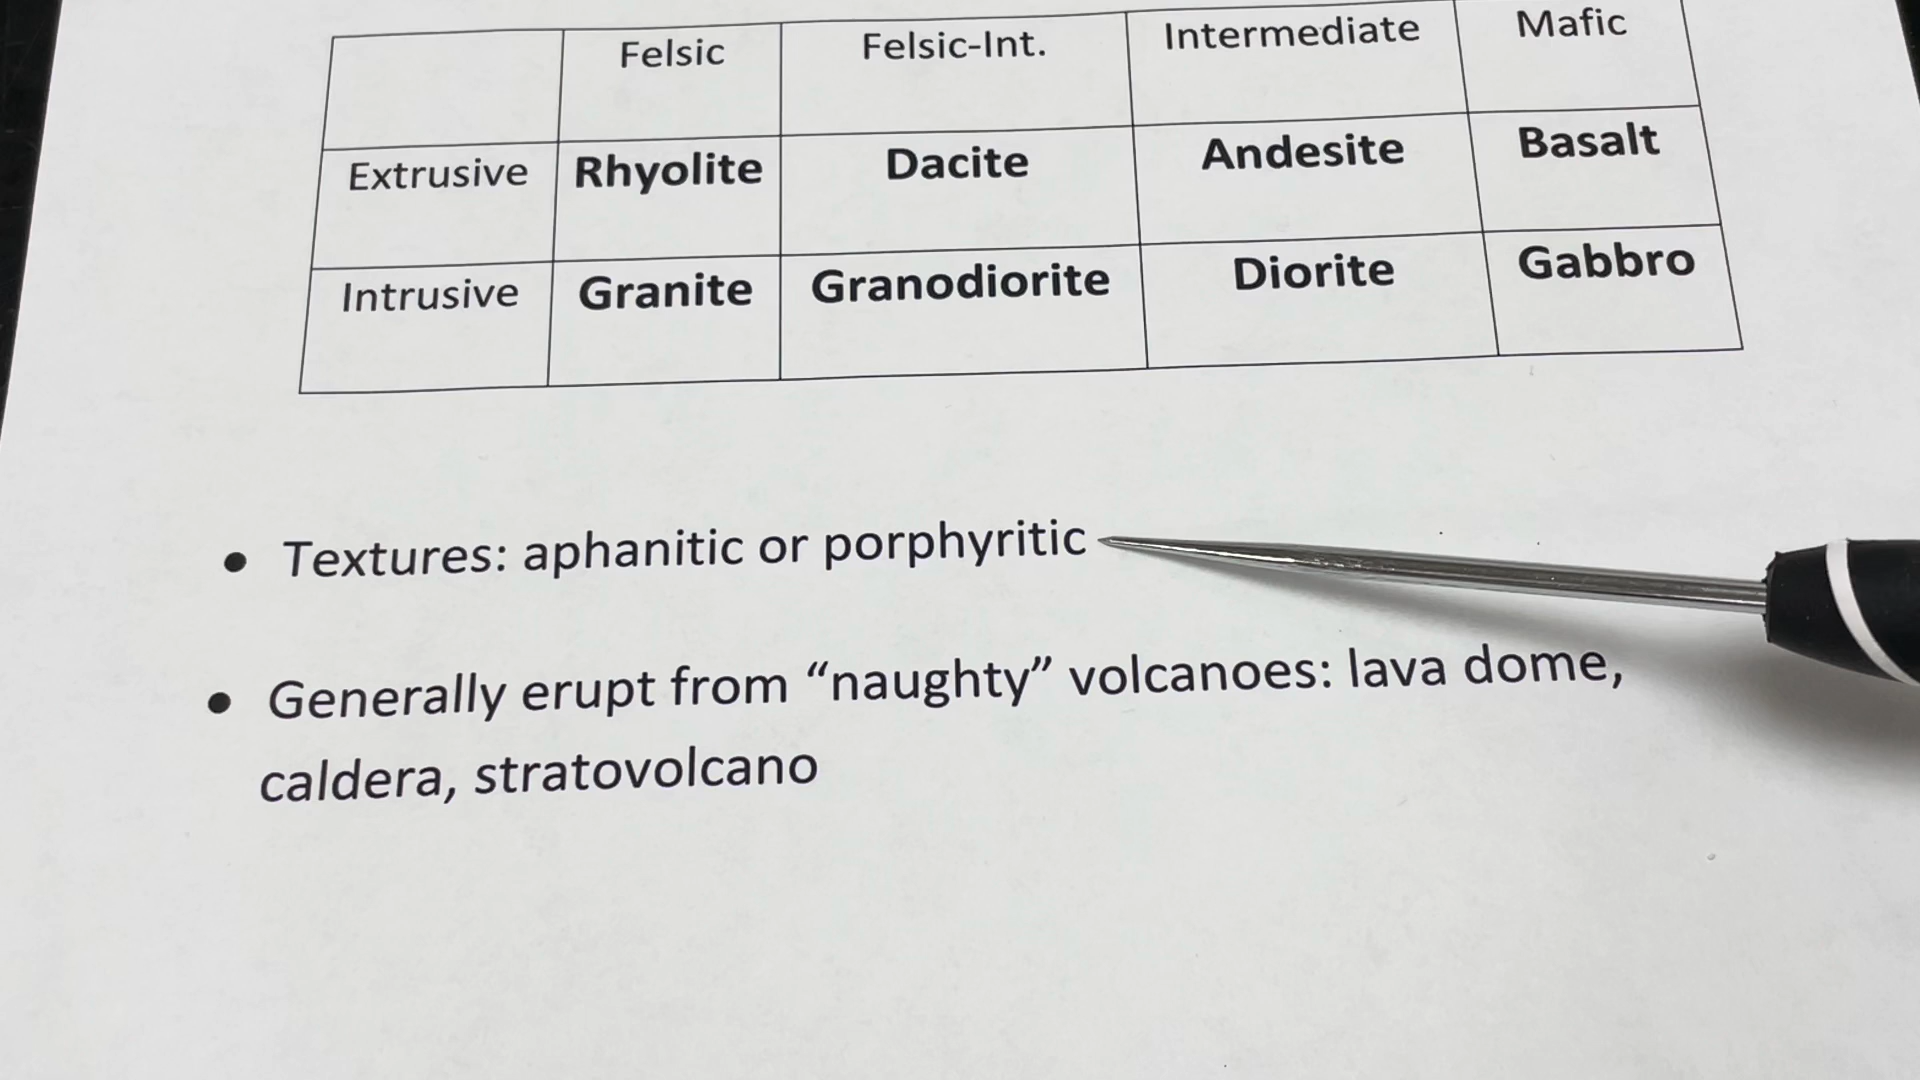 Felsic Felsic-Int. Intermediate Mafic
Extrusive Rhyolite Dacite Andesite Basalt
Intrusive Granite Granodiorite Diorite Gabbro
• Textures: aphanitic or porphyritic
• Generally erupt from “naughty” volcanoes: lava dome,
caldera, stratovolcano